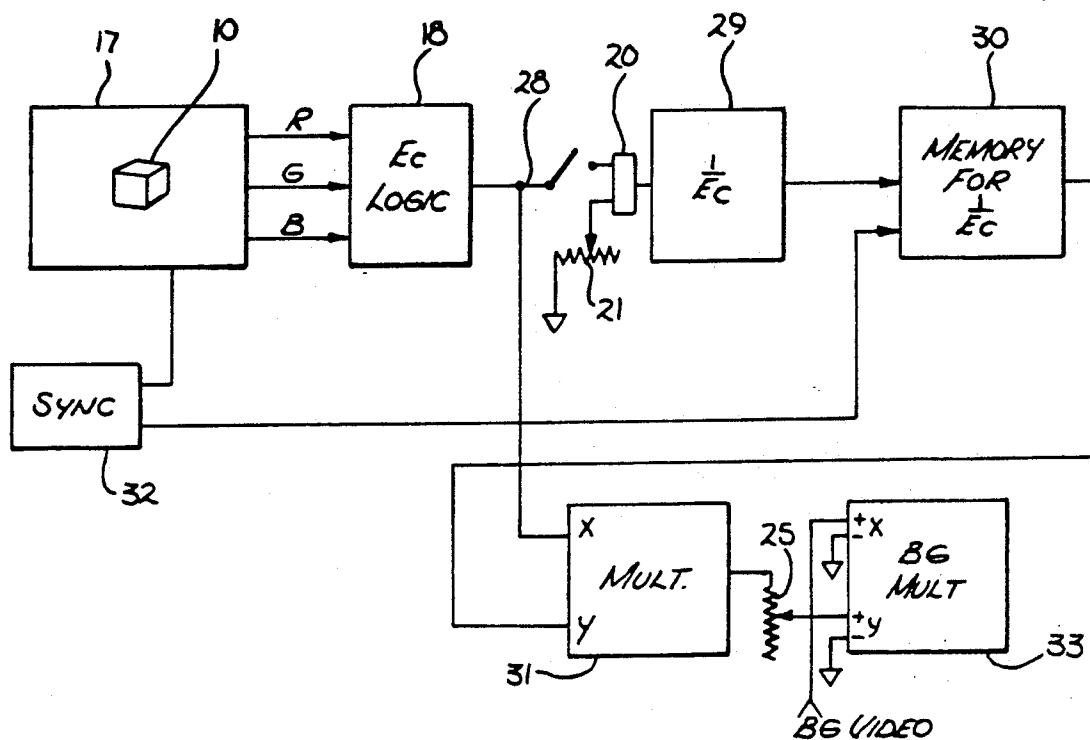 17
10
18
28
20
29
30
R
G
B
Ec
LOGIC
1
Ec
MEMORY
FOR
1
Ec
21
SYNC
32
X
MULT.
Y
31
25
+ X
-
BG
MULT
+ Y
-
33
BG VIDEO